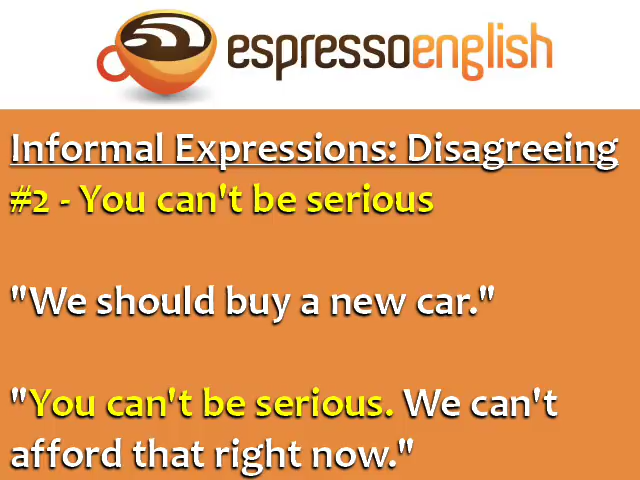 espressoenglish
Informal Expressions: Disagreeing
#2 - You can't be serious
"We should buy a new car."
"You can't be serious. We can't
afford that right now."